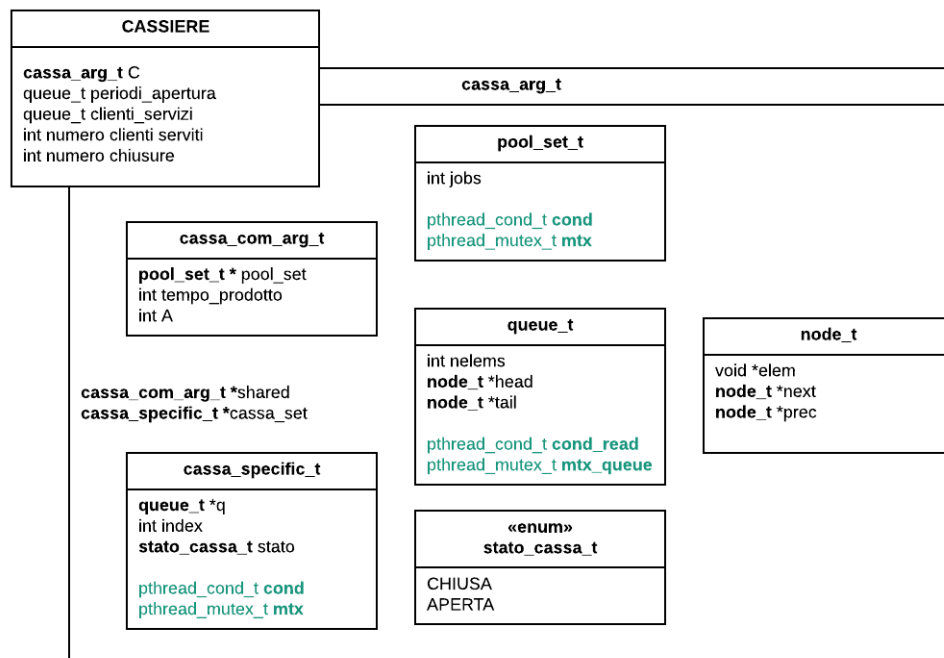 CASSIERE
cassa_arg_t C
queue_t periodi_apertura
queue_t clienti_servizi
int numero clienti serviti
int numero chiusure
cassa_arg_t
pool_set_t
int jobs
pthread_cond_t cond
pthread_mutex_t mtx
cassa_com_arg_t
pool_set_t * pool_set
int tempo_prodotto
int A
queue_t
int nelems
node_t *head
node_t *tail
pthread_cond_t cond_read
pthread_mutex_t mtx_queue
node_t
void *elem
node_t *next
node_t *prec
cassa_com_arg_t *shared
cassa_specific_t *cassa_set
cassa_specific_t
queue_t *q
int index
stato_cassa_t stato
pthread_cond_t cond
pthread_mutex_t mtx
«enum»
stato_cassa_t
CHIUSA
APERTA